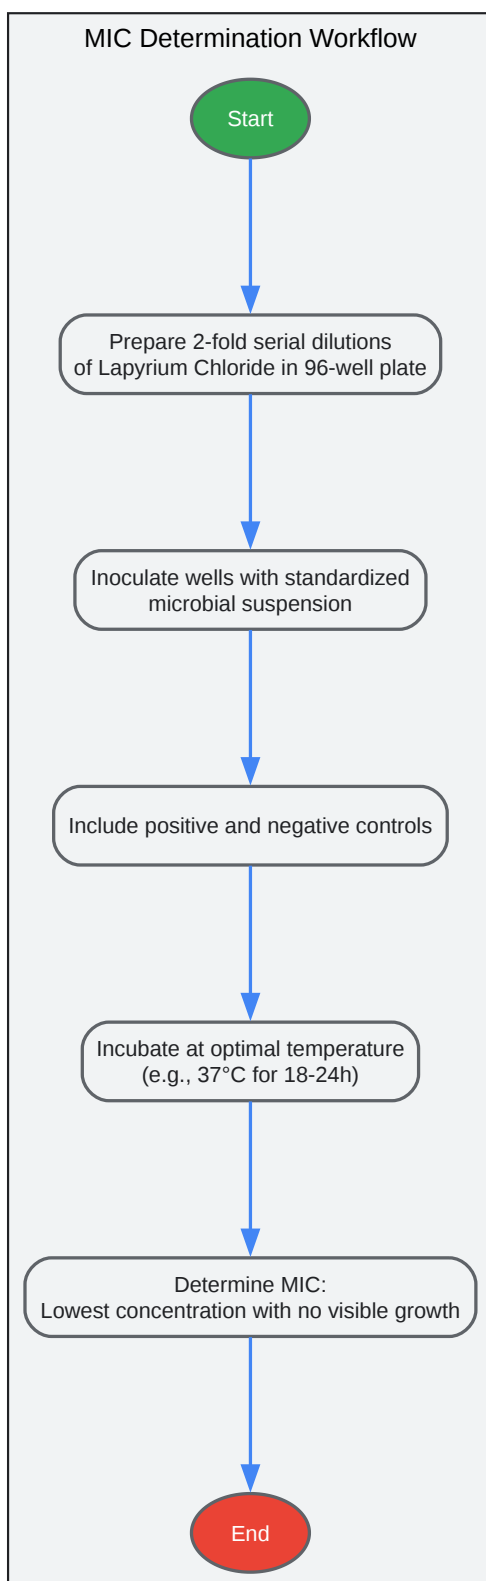 MIC Determination Workflow
Start
Prepare 2-fold serial dilutions
of Lapyrium Chloride in 96-well plate
Inoculate wells with standardized
microbial suspension
Include positive and negative controls
Incubate at optimal temperature
(e.g., 37°C for 18-24h)
Determine MIC:
Lowest concentration with no visible growth
End